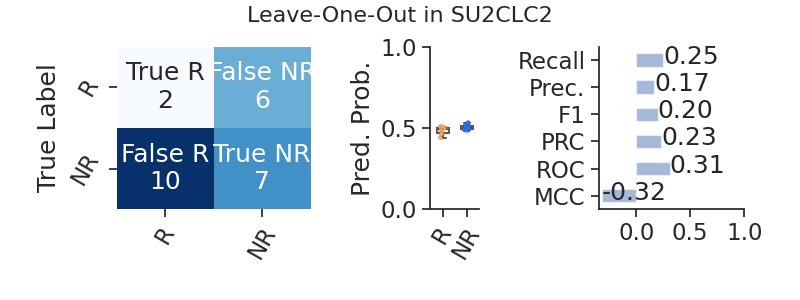 Leave-One-Out in SU2CLC2
True Label
R
NR
True R
2
False NR
6
False R
10
True NR
7
R
NR
Pred. Prob.
1.0
0.5
0.0
R
NR
Recall
0.25
Prec.
0.17
F1
0.20
PRC
0.23
ROC
0.31
MCC
-0.32
0.0
0.5
1.0